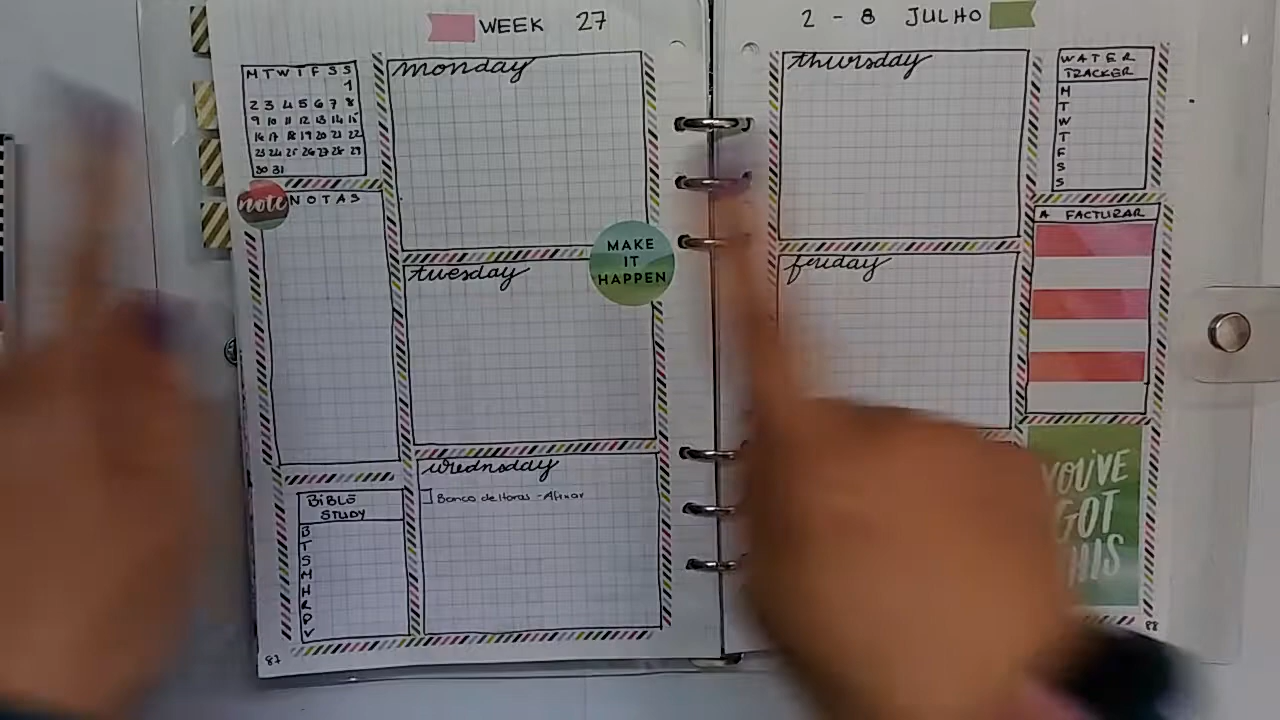 WEEK 27
M T W T F S S
1
2 3 4 5 6 7 8
9 10 11 12 13 14 15
16 17 18 19 20 21 22
23 24 25 26 27 28 29
30 31
note
NOTAS
BIBLE
STUDY
B
T
S
M
H
R
P
V
87
monday
tuesday
MAKE
IT
HAPPEN
wednsday
Banco de Horas - Afixar
2 - 8 JULHO
thursday
friday
WATER
TRACKER
M
T
W
T
F
S
S
A FACTURAR
YOU'VE
GOT
THIS
88